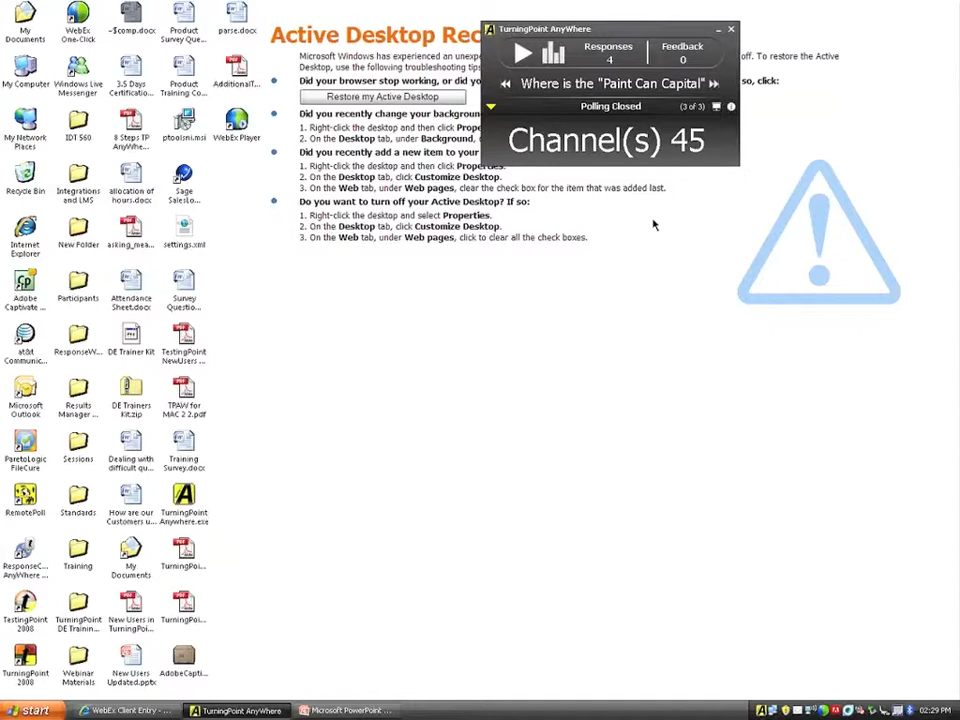 My Documents
WebEx One-Click
~$comp.docx
Product Survey Que...
parse.docx
My Computer
Windows Live Messenger
3.5 Days Certificatio...
Product Training Co...
AdditionalT...
My Network Places
IDT 560
8 Steps TP AnyWhe...
ptoolsni.msi
WebEx Player
Recycle Bin
Integrations and LMS
allocation of hours.docx
Sage SalesLo...
Internet Explorer
New Folder
asking_mea...
settings.xml
Adobe Captivate ...
Participants
Attendance Sheet.docx
Survey Questio...
at&t Communic...
ResponseW...
DE Trainer Kit
TestingPoint NewUsers ...
Microsoft Outlook
Results Manager ...
DE Trainers Kit.zip
TPAW for MAC 2 2.pdf
ParetoLogic FileCure
Sessions
Dealing with difficult qu...
Training Survey.docx
RemotePoll
Standards
How are our Customers u...
TurningPoint Anywhere.exe
ResponseC... AnyWhere ...
Training
My Documents
TurningPoi...
TestingPoint 2008
TurningPoint DE Trainin...
New Users in TurningPo...
TurningPoi...
TurningPoint 2008
Webinar Materials
New Users Updated.pptx
AdobeCapti...
Active Desktop Rec
Microsoft Windows has experienced an unexpe
off. To restore the Active
Desktop, use the following troubleshooting tips
Did your browser stop working, or did yo
so, click:
Restore my Active Desktop
Did you recently change your background
1. Right-click the desktop and then click Prope
2. On the Desktop tab, under Background, c
Did you recently add a new item to your
1. Right-click the desktop and then click Properties.
2. On the Desktop tab, click Customize Desktop.
3. On the Web tab, under Web pages, clear the check box for the item that was added last.
Do you want to turn off your Active Desktop? If so:
1. Right-click the desktop and select Properties.
2. On the Desktop tab, click Customize Desktop.
3. On the Web tab, under Web pages, click to clear all the check boxes.
TurningPoint AnyWhere
Responses
4
Feedback
0
Where is the "Paint Can Capital"
Polling Closed
(3 of 3)
Channel(s) 45
start
WebEx Client Entry - ...
TurningPoint AnyWhere
Microsoft PowerPoint ...
02:29 PM